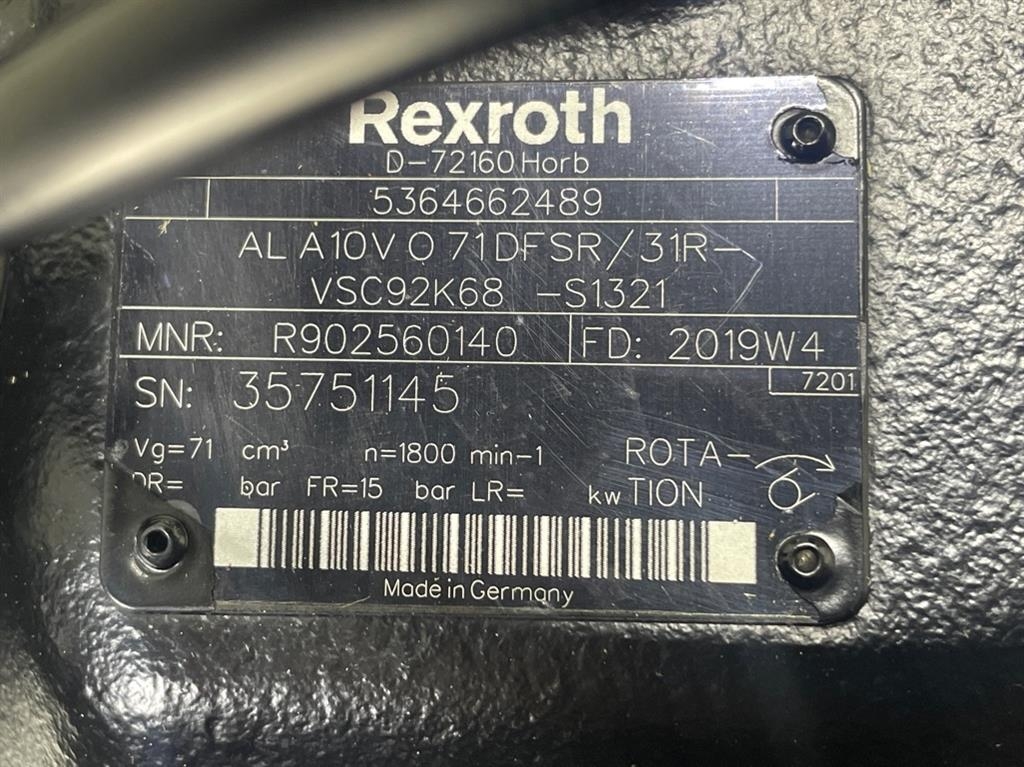 Rexroth
D-72160 Horb
5364662489
AL A10V O 71DFSR/31R-
VSC92K68 -S1321
MNR: R902560140 FD: 2019W4
7201
SN: 35751145
Vg=71 cm³ n=1800 min-1 ROTA-
DR= bar FR=15 bar LR= kw TION
Made in Germany